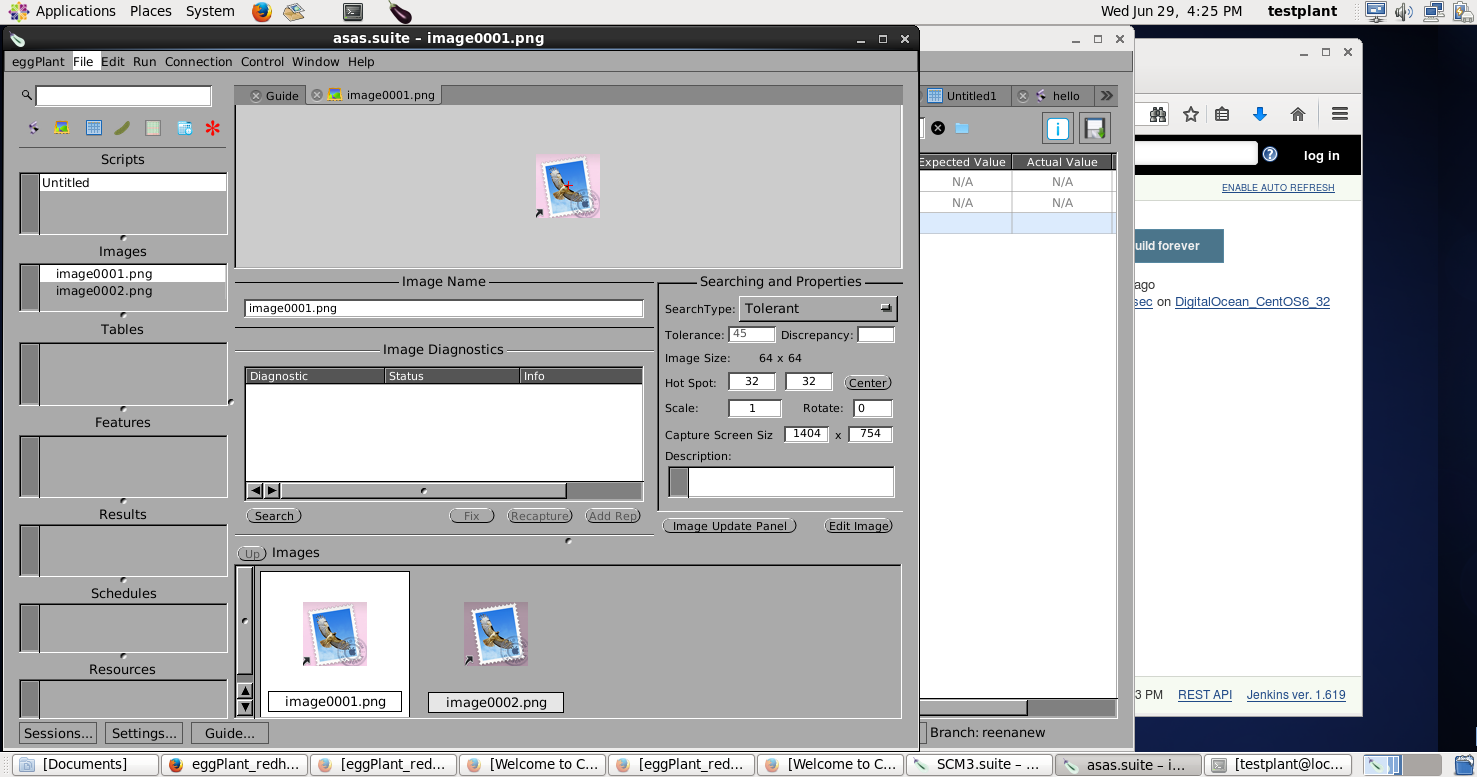 Applications Places System Wed Jun 29, 4:25 PM testplant
asas.suite – image0001.png
eggPlant File Edit Run Connection Control Window Help
Guide image0001.png Untitled1 hello
Scripts
Untitled
Images
image0001.png
image0002.png
Tables
Features
Results
Schedules
Resources
Sessions... Settings... Guide...
Image Name
image0001.png
Image Diagnostics
Diagnostic Status Info
Search Fix Recapture Add Rep
Searching and Properties
SearchType: Tolerant
Tolerance: 45 Discrepancy:
Image Size: 64 x 64
Hot Spot: 32 32 Center
Scale: 1 Rotate: 0
Capture Screen Siz 1404 x 754
Description:
Image Update Panel Edit Image
Up Images
image0001.png image0002.png
Expected Value Actual Value
N/A N/A
N/A N/A
Branch: reenanew
log in
ENABLE AUTO REFRESH
uild forever
ago
sec on DigitalOcean_CentOS6_32
3 PM REST API Jenkins ver. 1.619
[Documents] eggPlant_redh... [eggPlant_red... [Welcome to C... [eggPlant_red... [Welcome to C... SCM3.suite – ... asas.suite – i... [testplant@loc...